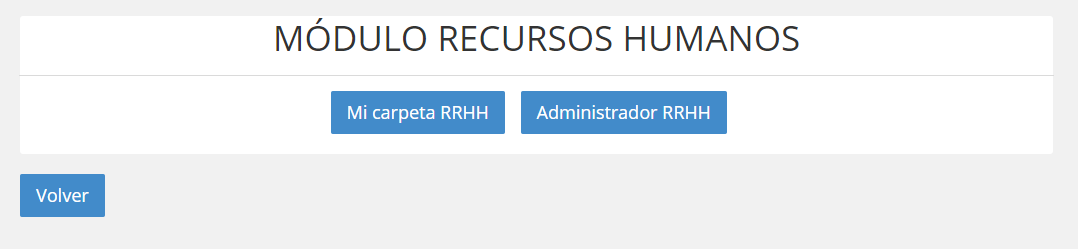 MÓDULO RECURSOS HUMANOS
Mi carpeta RRHH Administrador RRHH
Volver